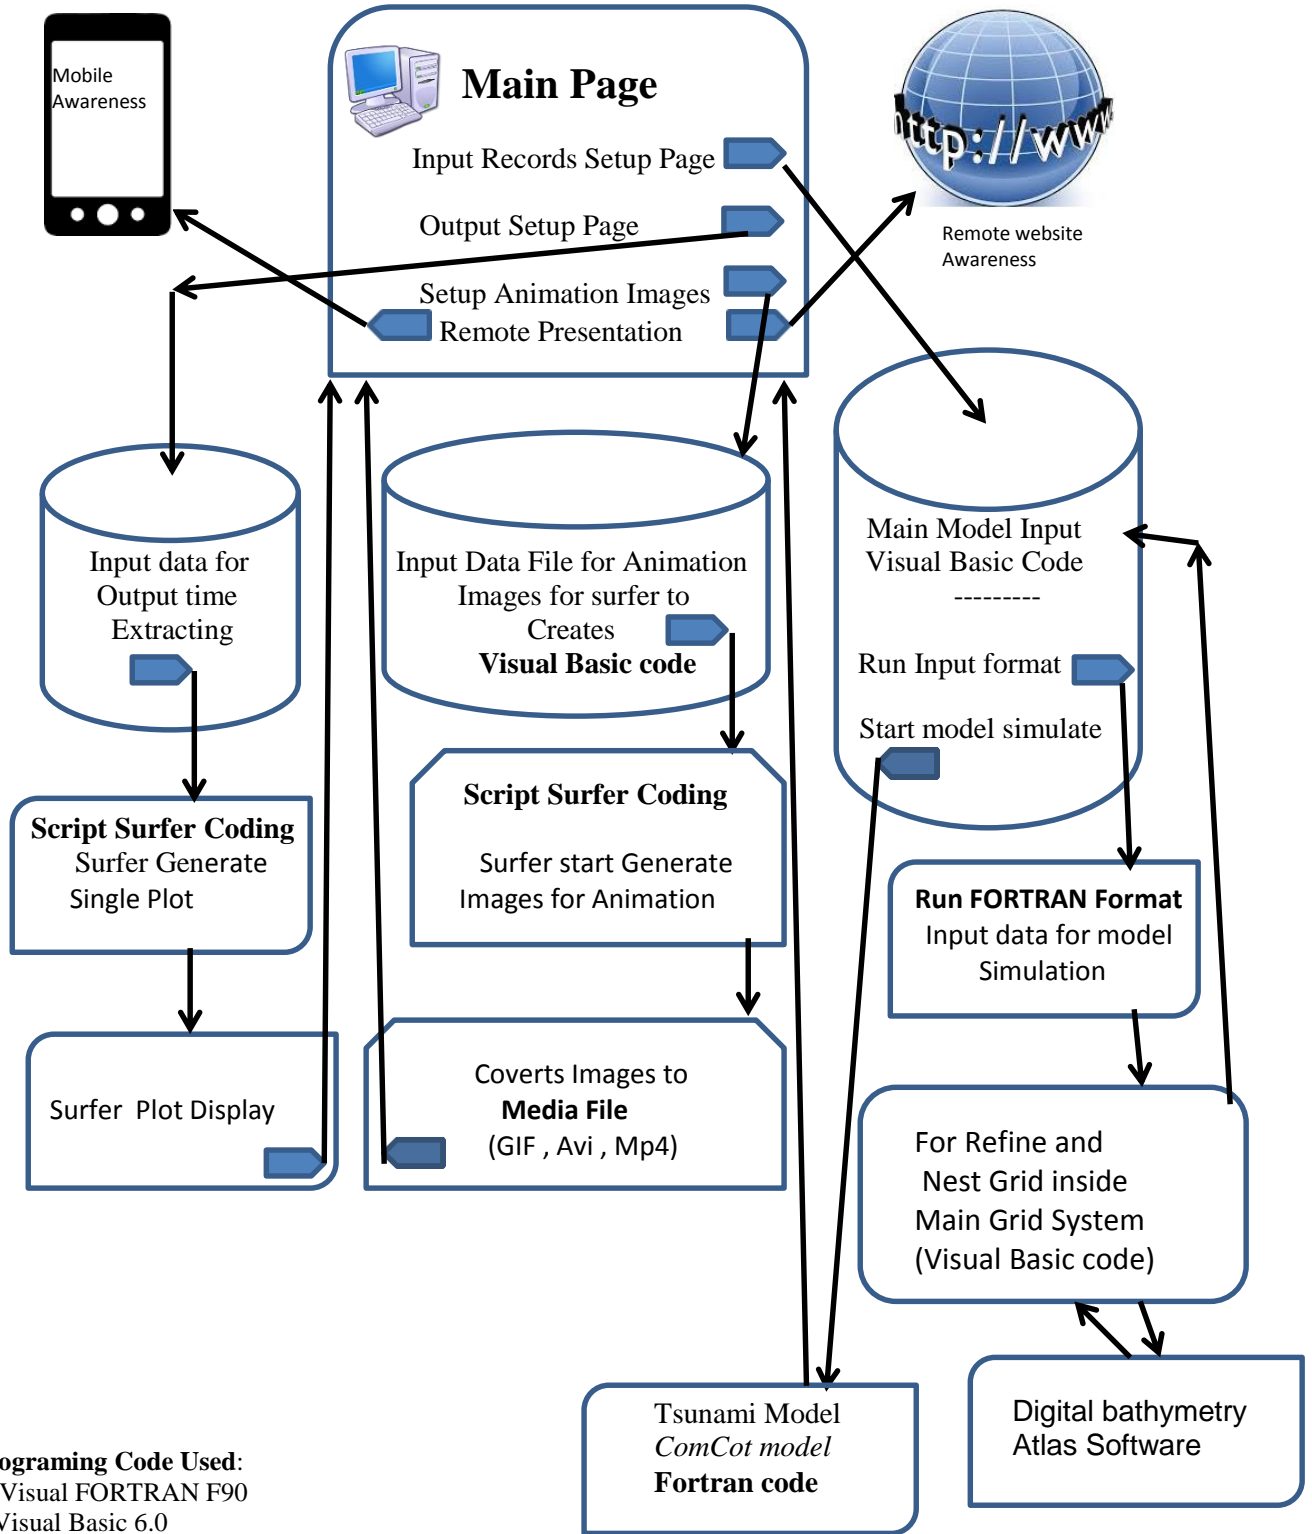 Mobile
Awareness
Main Page
Input Records Setup Page
Output Setup Page
Setup Animation Images
Remote Presentation
http://www
Remote website
Awareness
Input data for
Output time
Extracting
Input Data File for Animation
Images for surfer to
Creates
Visual Basic code
Main Model Input
Visual Basic Code
---------
Run Input format
Start model simulate
Script Surfer Coding
Surfer Generate
Single Plot
Script Surfer Coding
Surfer start Generate
Images for Animation
Run FORTRAN Format
Input data for model
Simulation
Surfer Plot Display
Coverts Images to
Media File
(GIF , Avi , Mp4)
For Refine and
Nest Grid inside
Main Grid System
(Visual Basic code)
Tsunami Model
ComCot model
Fortran code
Digital bathymetry
Atlas Software
ograming Code Used:
Visual FORTRAN F90
Visual Basic 6.0